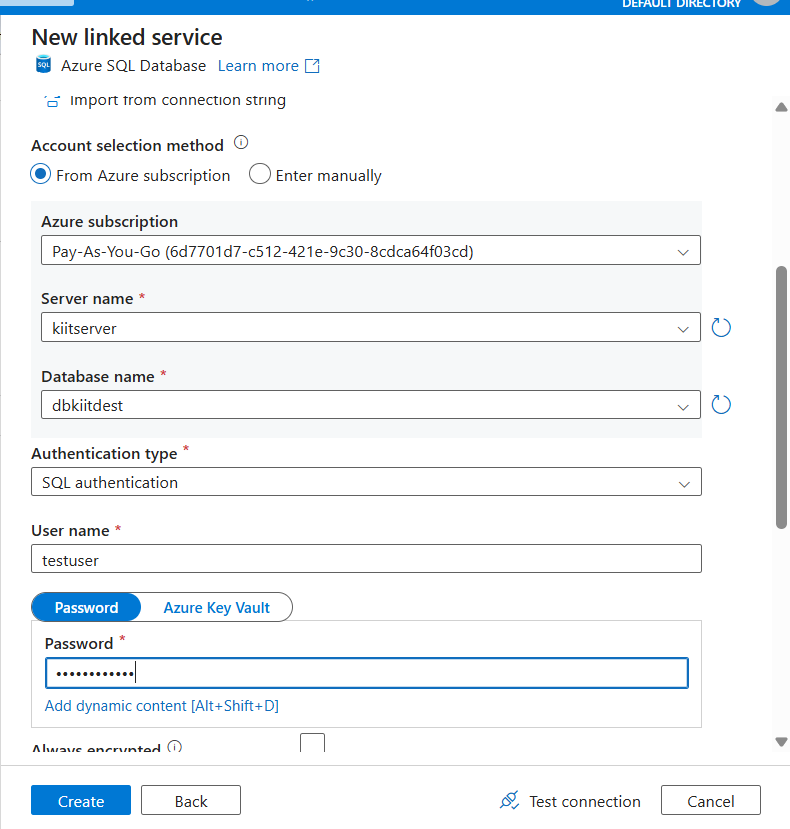 DEFAULT DIRECTORY
New linked service
SQL Azure SQL Database Learn more
Import from connection string
Account selection method
From Azure subscription Enter manually
Azure subscription
Pay-As-You-Go (6d7701d7-c512-421e-9c30-8cdca64f03cd)
Server name *
kiitserver
Database name *
dbkiitdest
Authentication type *
SQL authentication
User name *
testuser
Password Azure Key Vault
Password *
••••••••••••
Add dynamic content [Alt+Shift+D]
Always encrypted
Create Back Test connection Cancel